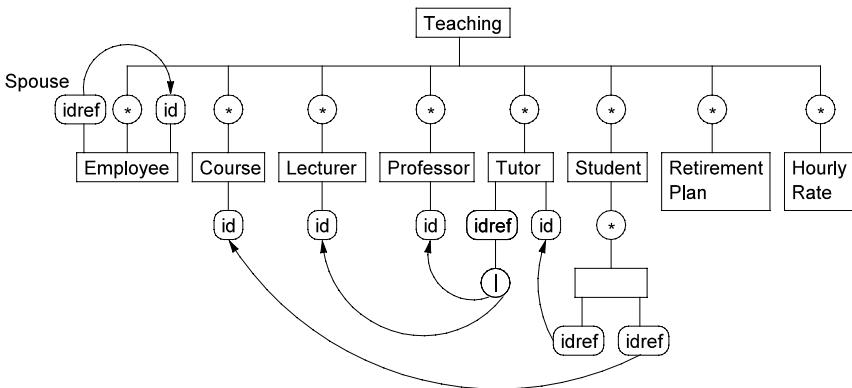 Teaching
Spouse
idref * id * * * * * * *
Employee Course Lecturer Professor Tutor Student Retirement Plan Hourly Rate
id id id idref id *
|
idref idref